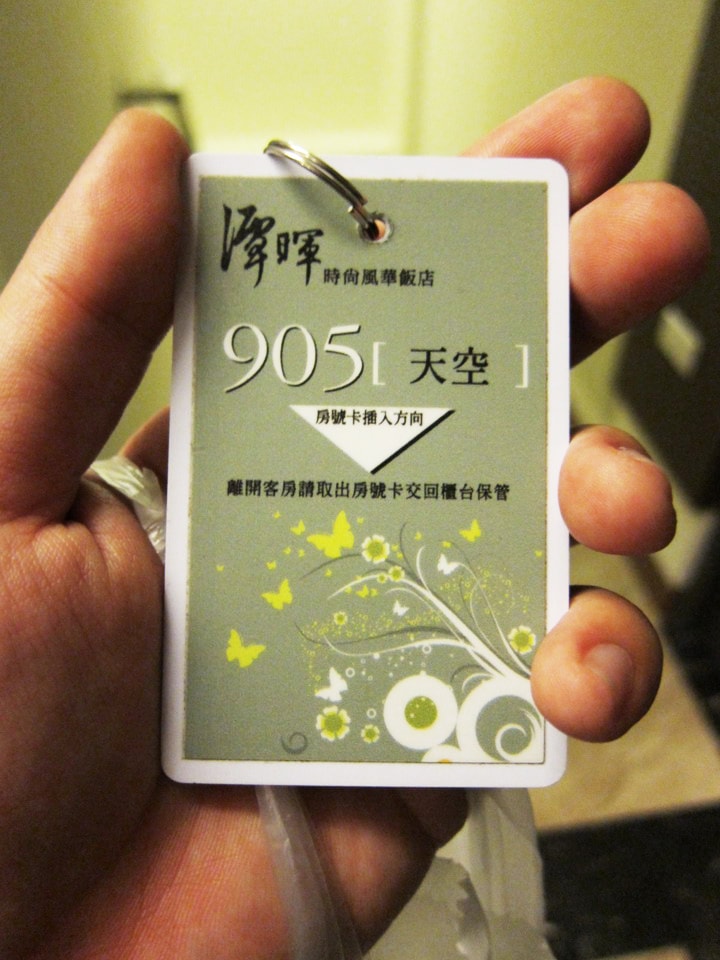 潭暉
時尚風華飯店
905[ 天空 ]
房號卡插入方向
離開客房請取出房號卡交回櫃台保管